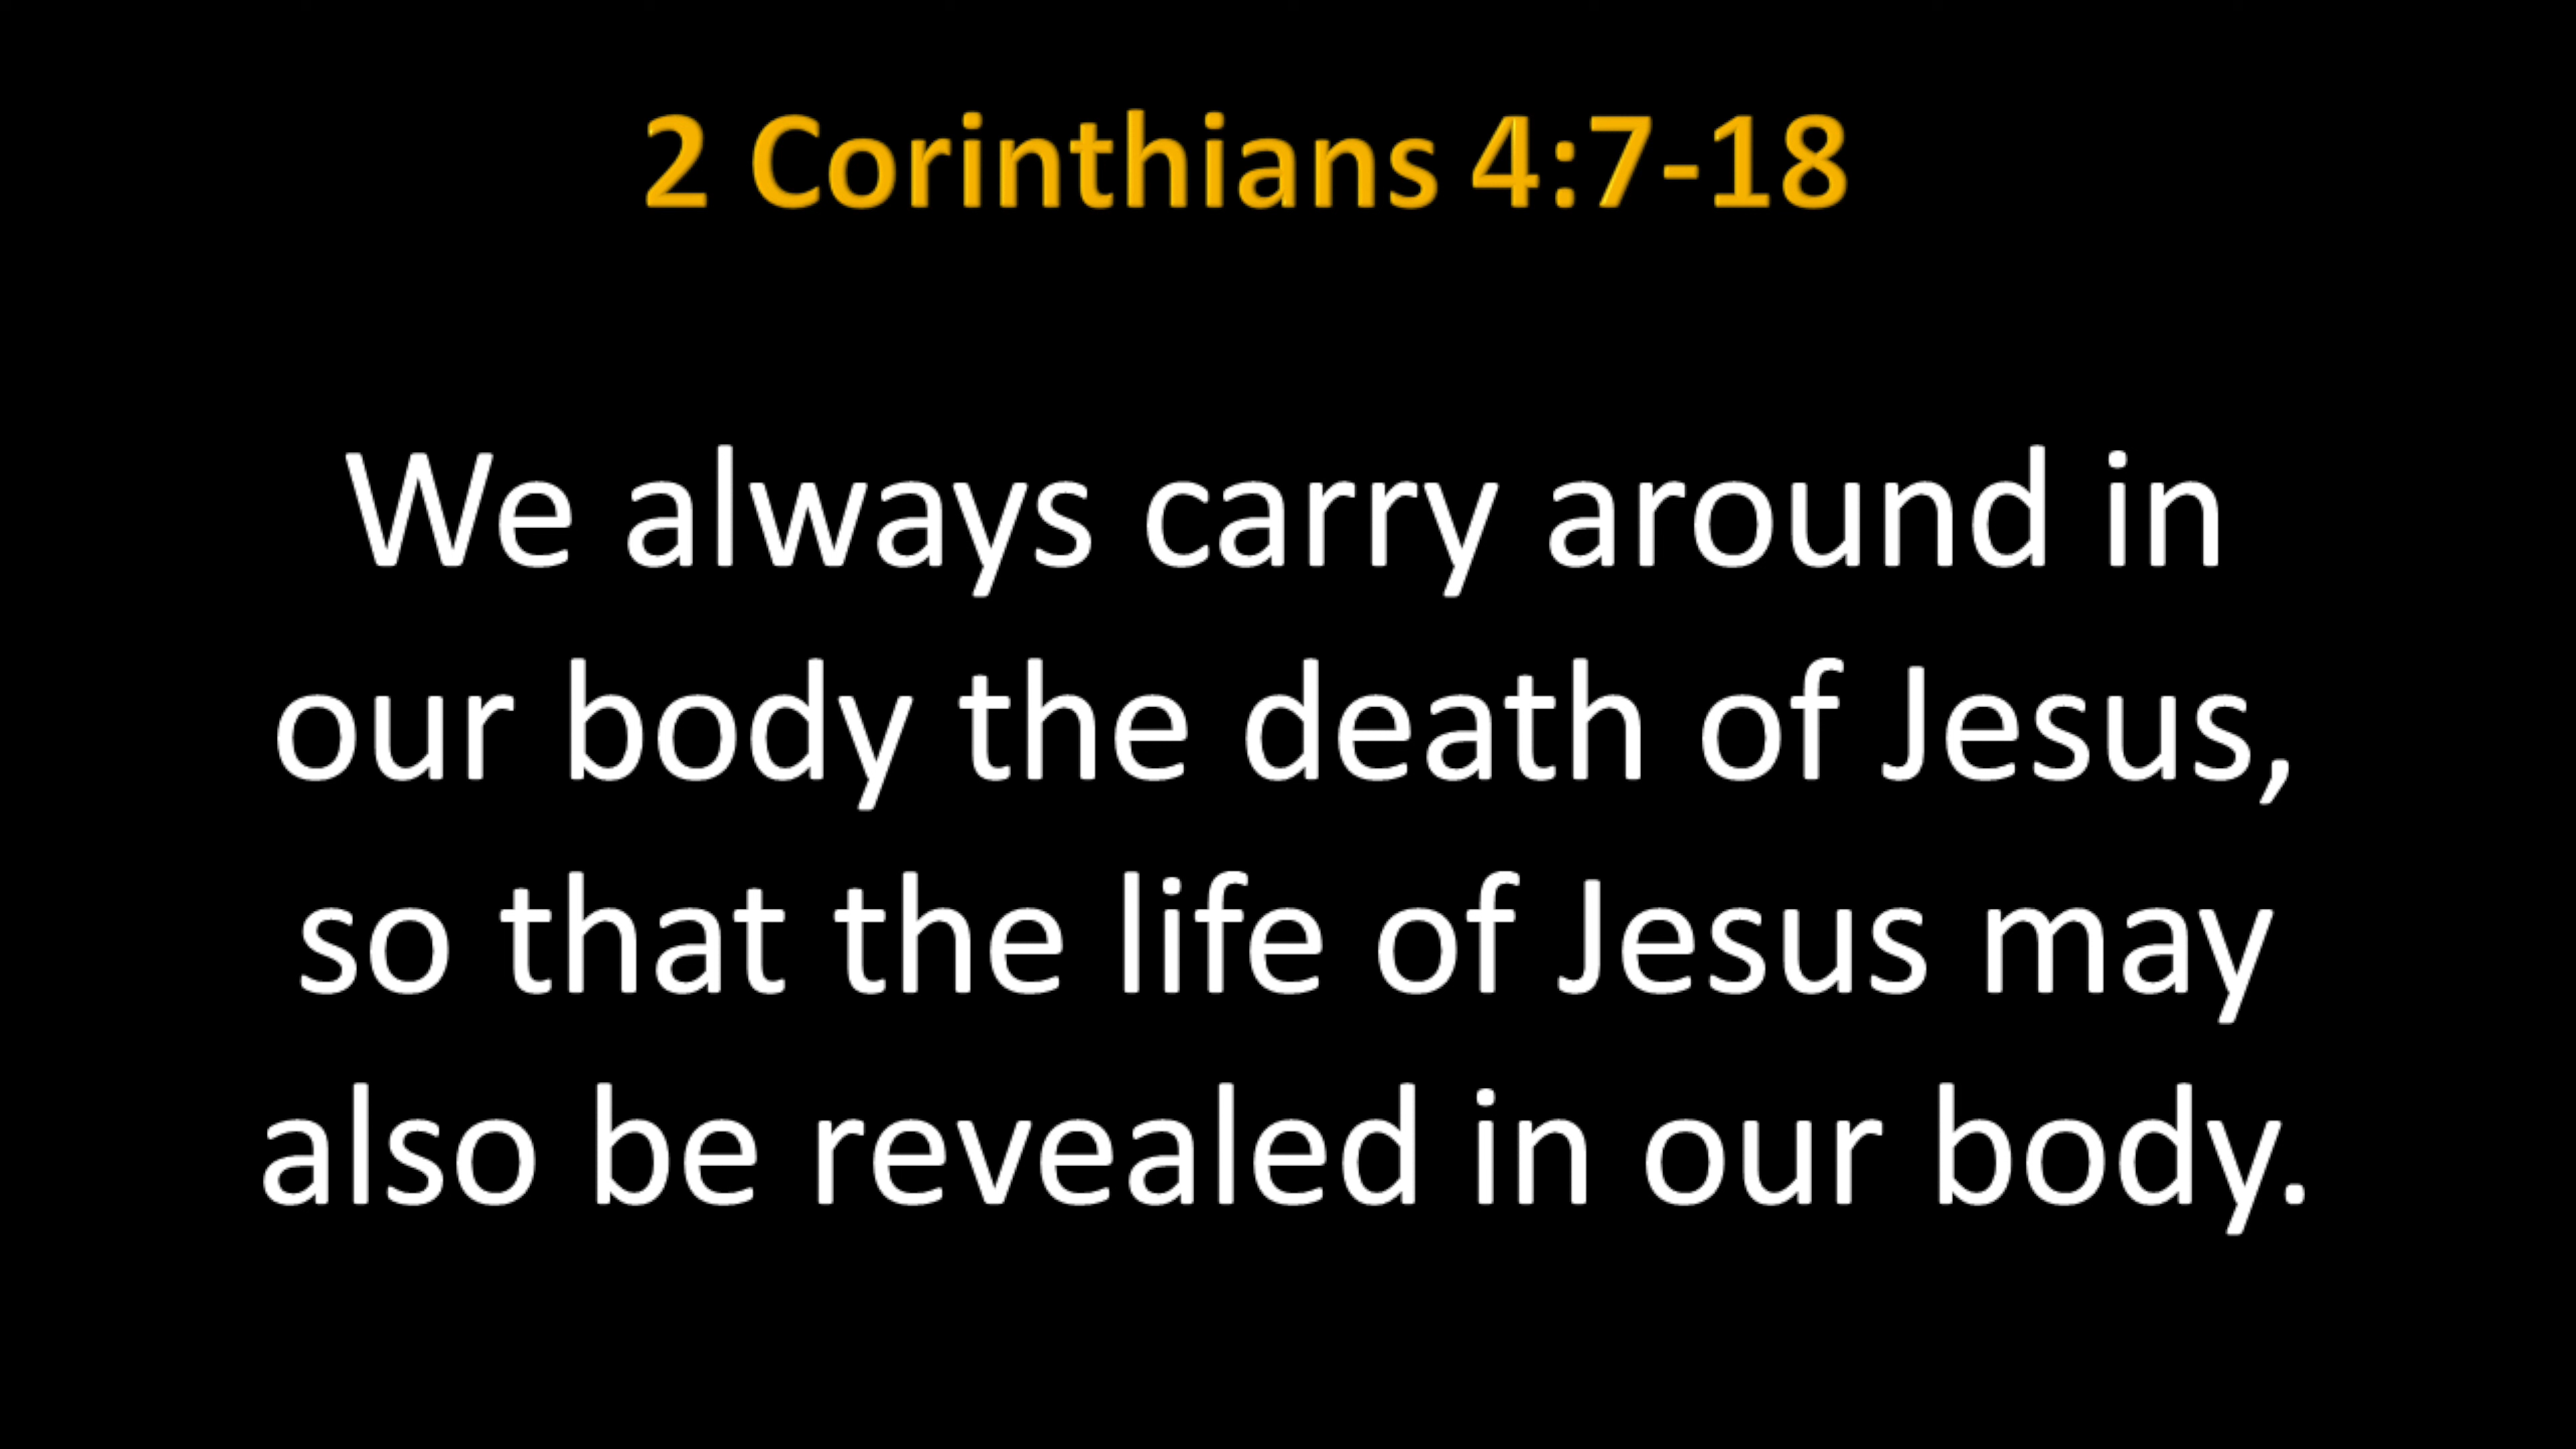 2 Corinthians 4:7-18
We always carry around in
our body the death of Jesus,
so that the life of Jesus may
also be revealed in our body.